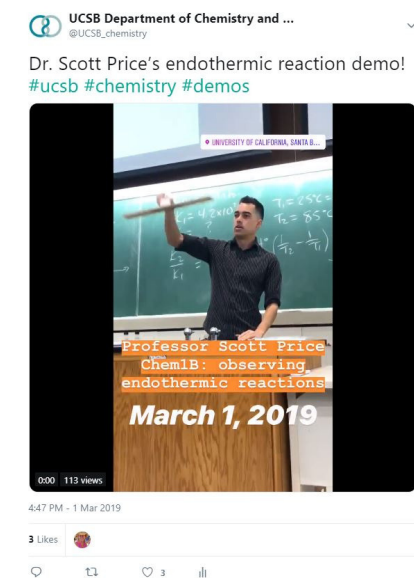 UCSB Department of Chemistry and ...
@UCSB_chemistry
Dr. Scott Price's endothermic reaction demo!
#ucsb #chemistry #demos
UNIVERSITY OF CALIFORNIA, SANTA B...
T₁ = 25°C
T₂ = 85°C
Professor Scott Price
Chem1B: observing
endothermic reactions
March 1, 2019
0:00 113 views
4:47 PM - 1 Mar 2019
3 Likes
3